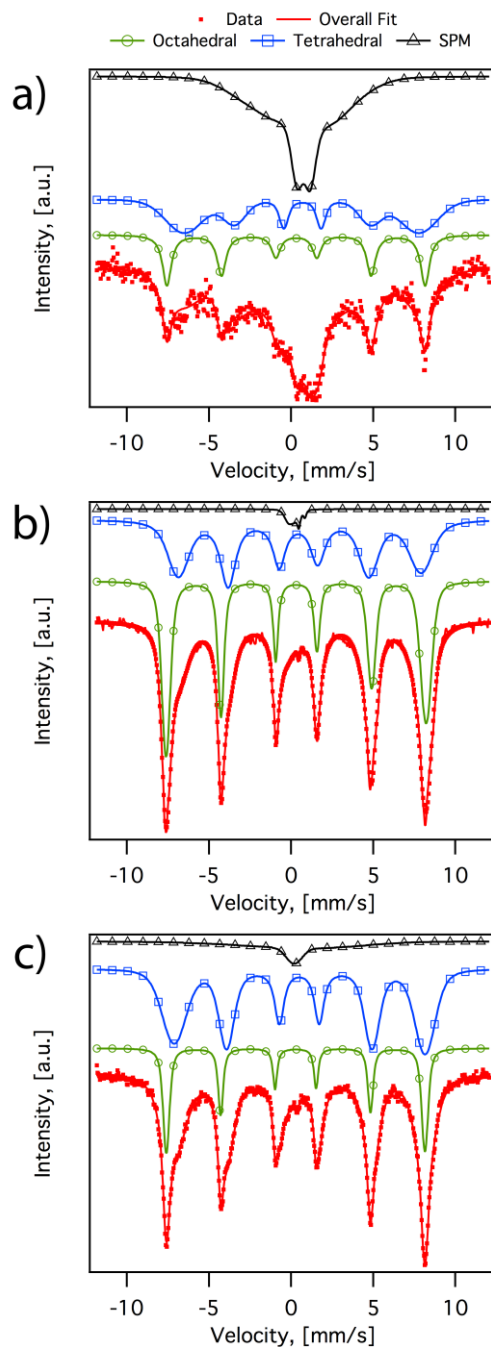 Data Overall Fit
Octahedral Tetrahedral SPM
a)
Intensity, [a.u.]
-10 -5 0 5 10
Velocity, [mm/s]
b)
Intensity, [a.u.]
-10 -5 0 5 10
Velocity, [mm/s]
c)
Intensity, [a.u.]
-10 -5 0 5 10
Velocity, [mm/s]